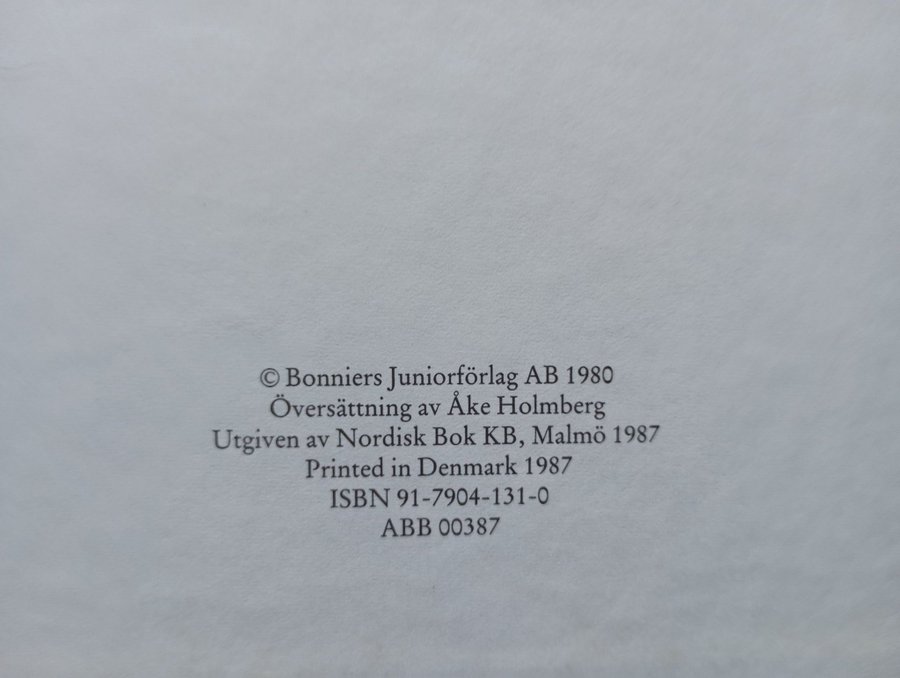 © Bonniers Juniorförlag AB 1980
Översättning av Åke Holmberg
Utgiven av Nordisk Bok KB, Malmö 1987
Printed in Denmark 1987
ISBN 91-7904-131-0
ABB 00387